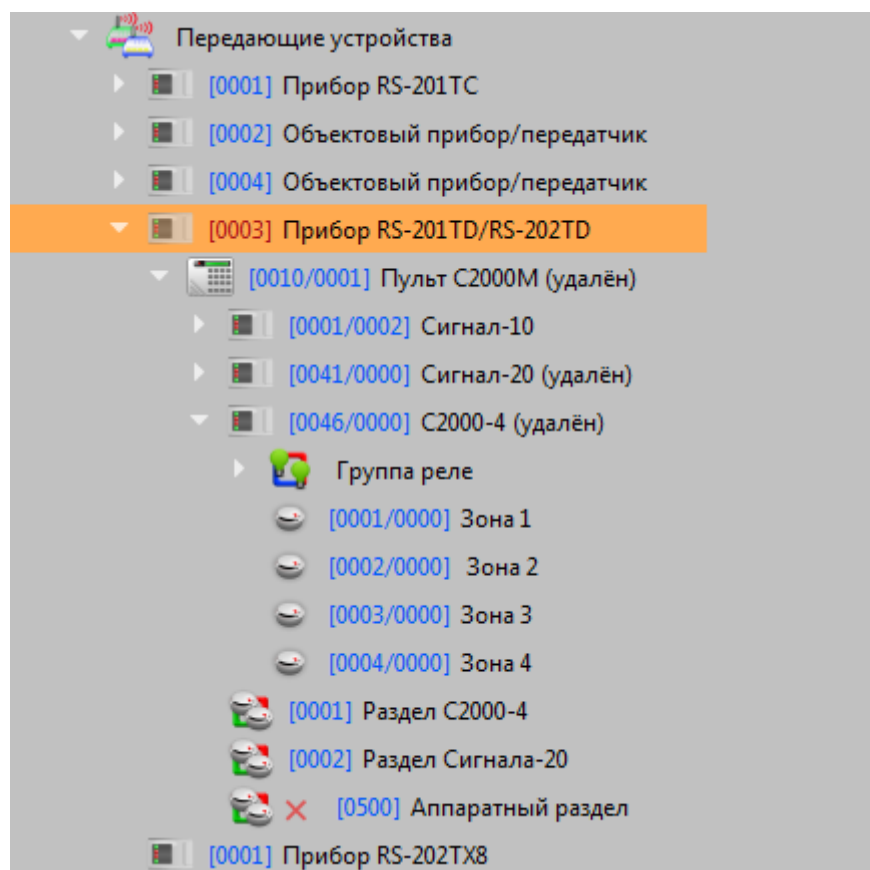 Передающие устройства
[0001] Прибор RS-201TC
[0002] Объектовый прибор/передатчик
[0004] Объектовый прибор/передатчик
[0003] Прибор RS-201TD/RS-202TD
[0010/0001] Пульт С2000М (удалён)
[0001/0002] Сигнал-10
[0041/0000] Сигнал-20 (удалён)
[0046/0000] С2000-4 (удалён)
Группа реле
[0001/0000] Зона 1
[0002/0000] Зона 2
[0003/0000] Зона 3
[0004/0000] Зона 4
[0001] Раздел С2000-4
[0002] Раздел Сигнала-20
[0500] Аппаратный раздел
[0001] Прибор RS-202TX8